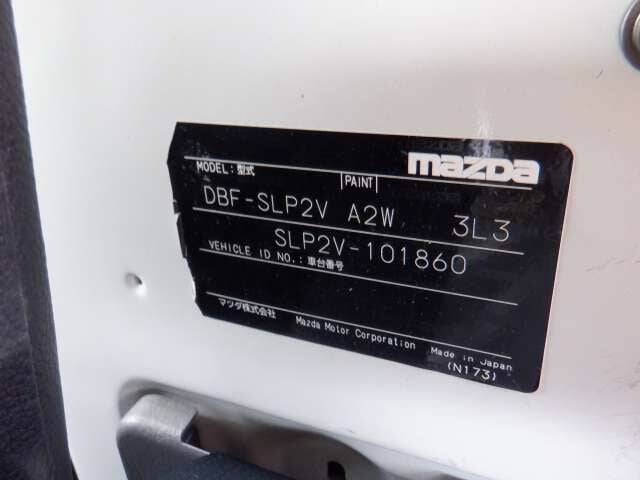 mazda
MODEL:型式 PAINT
DBF-SLP2V A2W 3L3
SLP2V-101860
VEHICLE ID NO.:車台番号
マツダ株式会社 Mazda Motor Corporation Made in Japan
(N173)